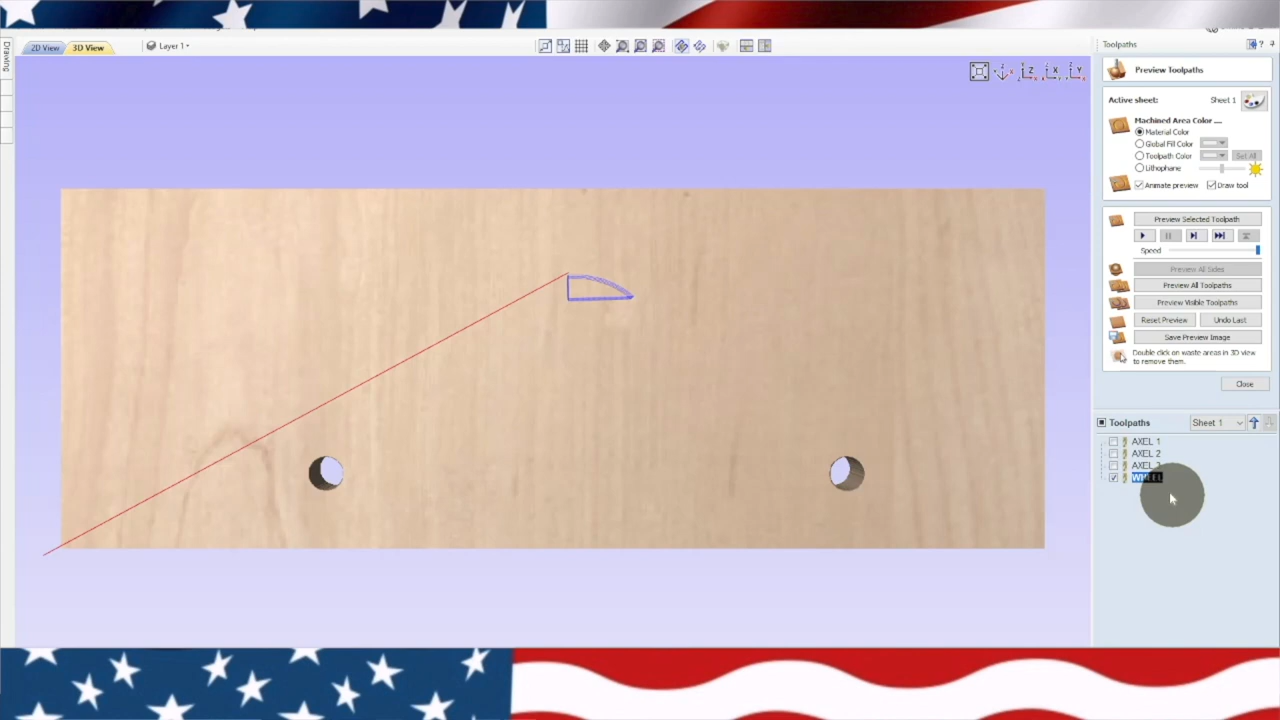 2D View 3D View Layer 1
Toolpaths
Drawing
Preview Toolpaths
Active sheet: Sheet 1
Machined Area Color ...
Material Color
Global Fill Color
Toolpath Color Set All
Lithophane
Animate preview Draw tool
Preview Selected Toolpath
Speed
Preview All Sides
Preview All Toolpaths
Preview Visible Toolpaths
Reset Preview Undo Last
Save Preview Image
Double click on waste areas in 3D view
to remove them.
Close
Toolpaths Sheet 1
AXEL 1
AXEL 2
AXEL
WHEEL